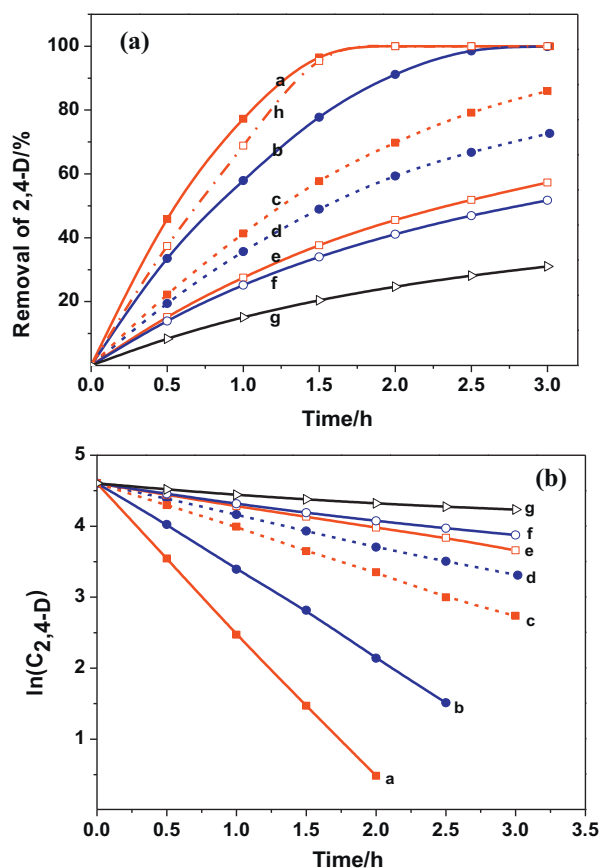 (a)
Removal of 2,4-D/%
100
80
60
40
20
a
h
b
c
d
e
f
g
0.0 0.5 1.0 1.5 2.0 2.5 3.0
Time/h
(b)
ln(C2,4-D)
5
4
3
2
1
g
f
e
d
c
b
a
0.0 0.5 1.0 1.5 2.0 2.5 3.0 3.5
Time/h